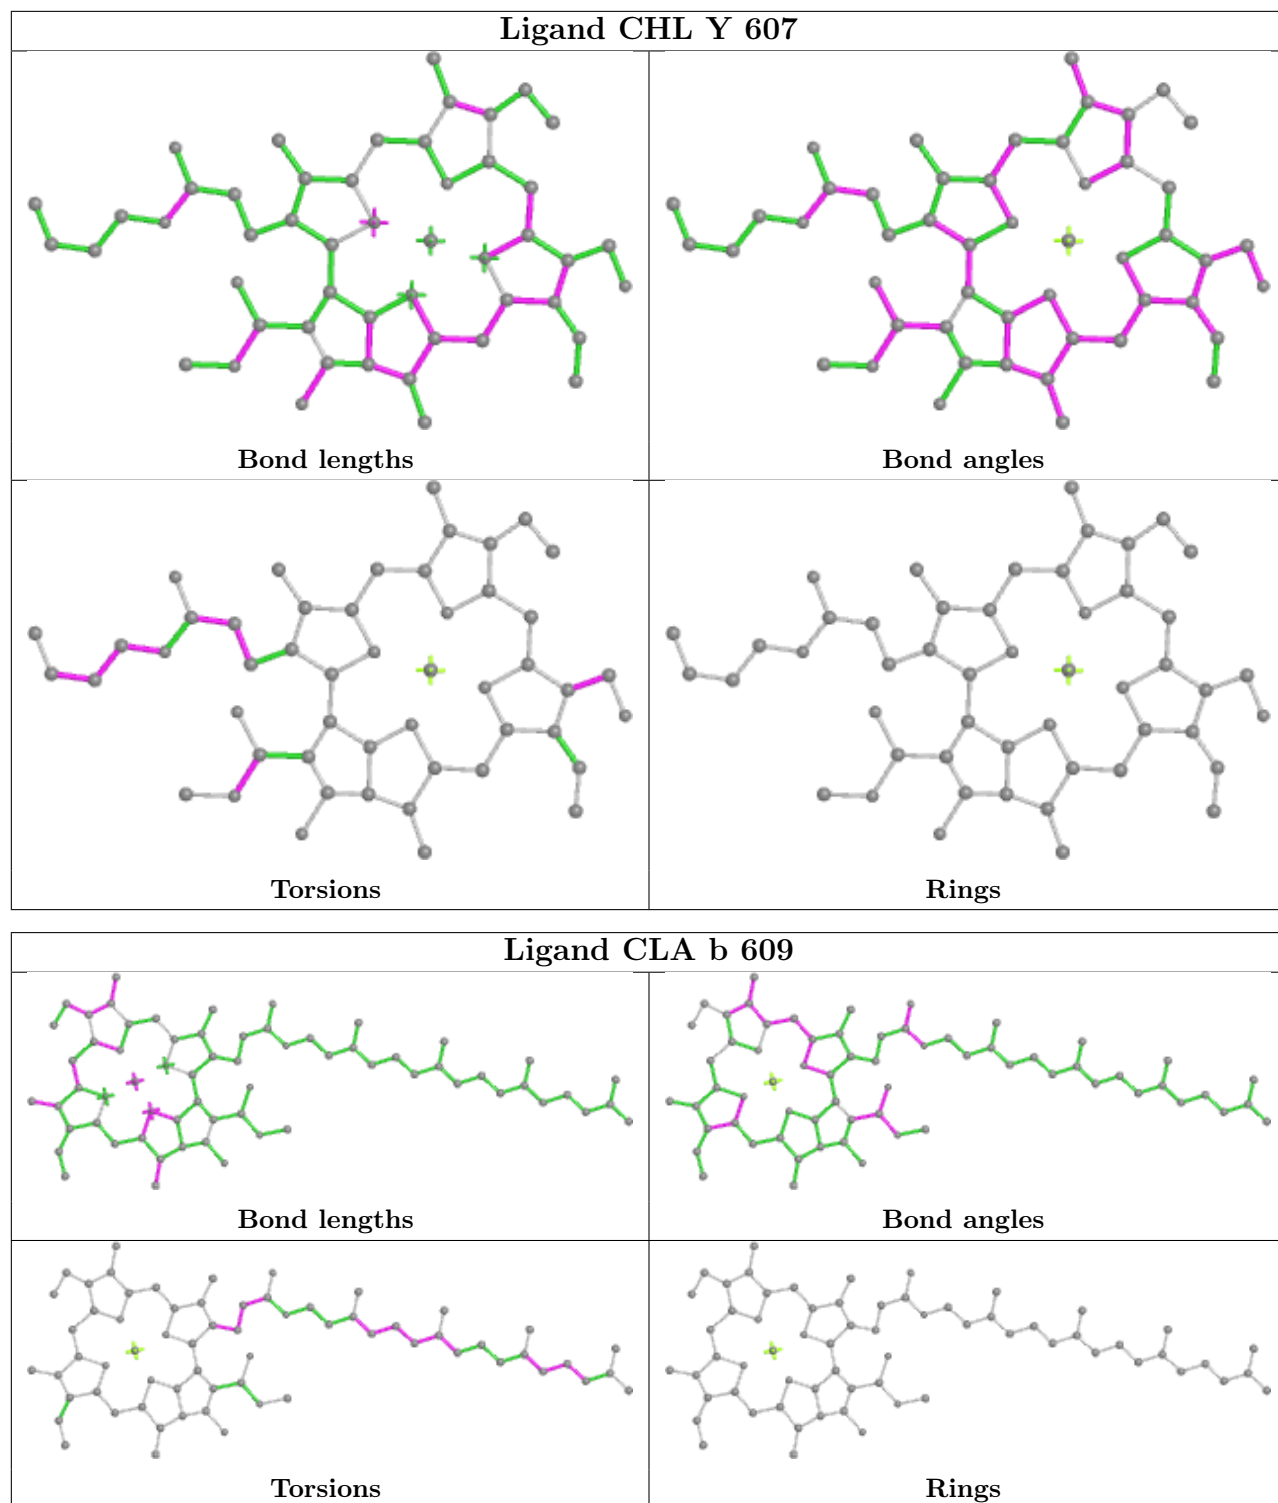 Ligand CHL Y 607
Bond lengths
Bond angles
Torsions
Rings
Ligand CLA b 609
Bond lengths
Bond angles
Torsions
Rings